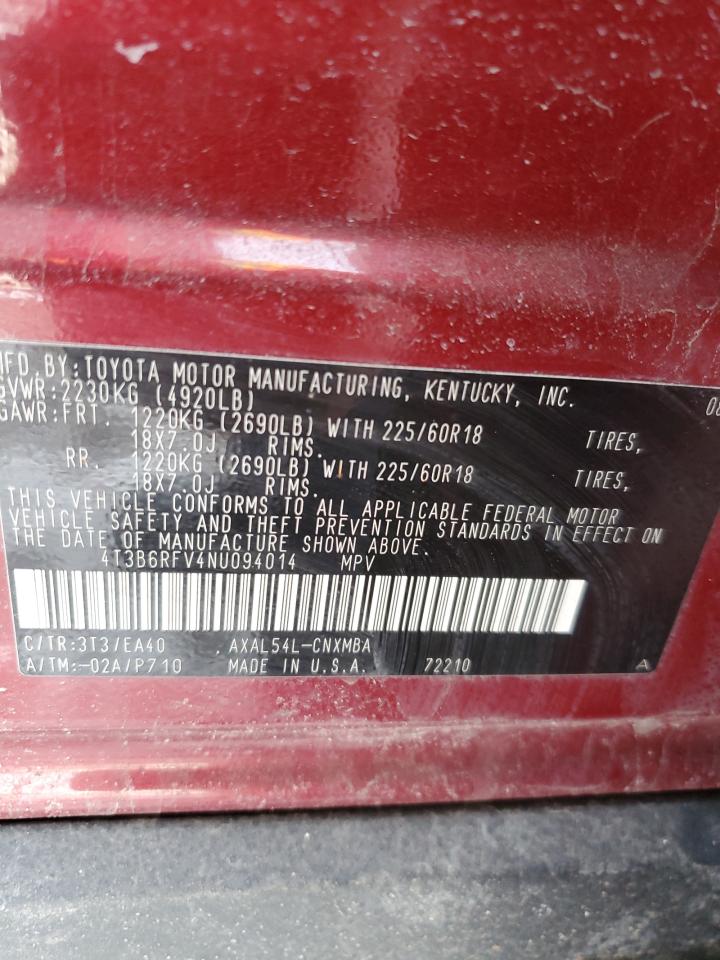 MFD. BY: TOYOTA MOTOR MANUFACTURING, KENTUCKY, INC. 08
GVWR: 2230KG (4920LB)
GAWR: FRT. 1220KG (2690LB) WITH 225/60R18 TIRES,
18X7.0J RIMS.
RR. 1220KG (2690LB) WITH 225/60R18 TIRES,
18X7.0J RIMS.
THIS VEHICLE CONFORMS TO ALL APPLICABLE FEDERAL MOTOR
VEHICLE SAFETY AND THEFT PREVENTION STANDARDS IN EFFECT ON
THE DATE OF MANUFACTURE SHOWN ABOVE.
4T3B6RFV4NU094014 MPV
C/TR:3T3/EA40 , AXAL54L-CNXMBA
A/TM:-02A/P710 MADE IN U.S.A. 72210 A